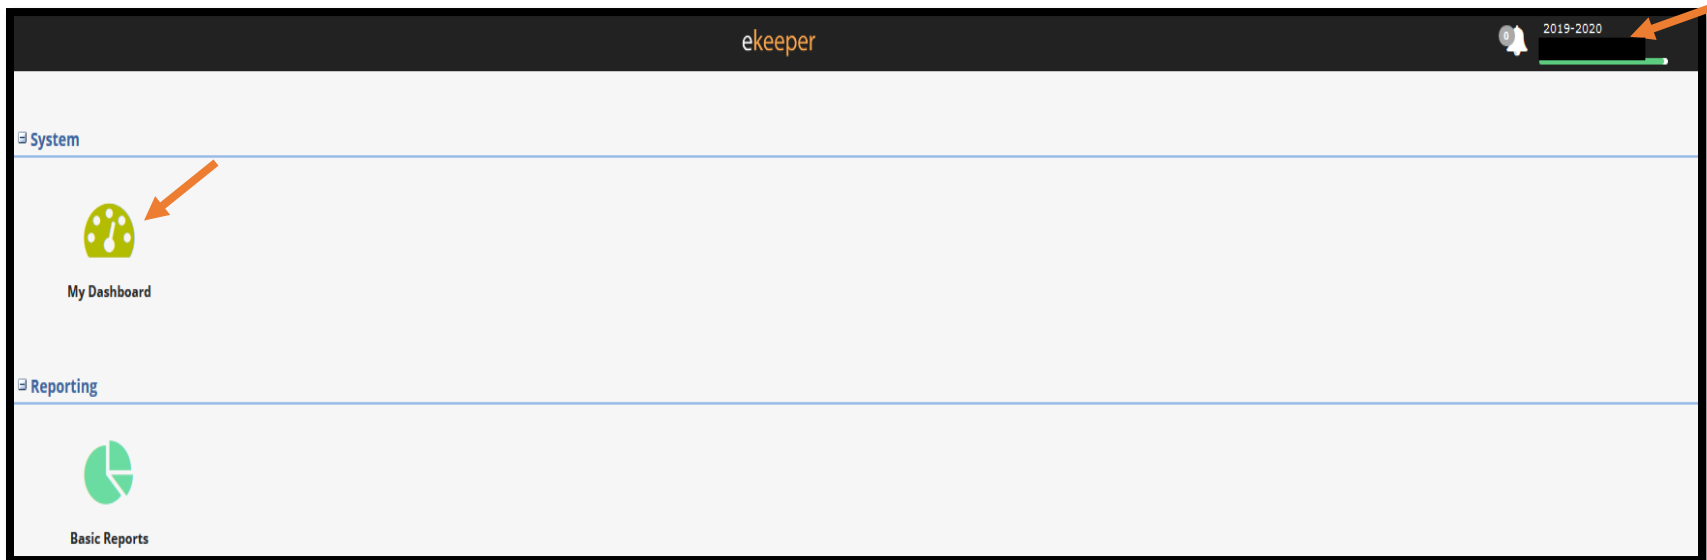 ekeeper
0
2019-2020
System
My Dashboard
Reporting
Basic Reports